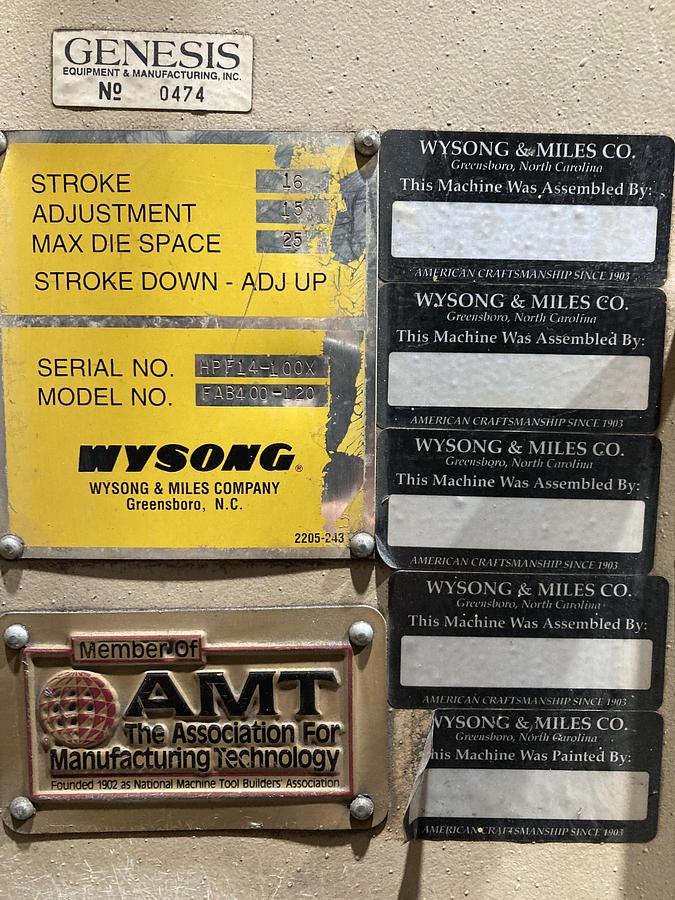 GENESIS
EQUIPMENT & MANUFACTURING, INC.
Nº 0474
STROKE 16
ADJUSTMENT 15
MAX DIE SPACE 25
STROKE DOWN - ADJ UP
SERIAL NO. HPF14-100X
MODEL NO. FAB400-120
WYSONG®
WYSONG & MILES COMPANY
Greensboro, N.C.
2205-243
Member Of
AMT
The Association For
Manufacturing Technology
Founded 1902 as National Machine Tool Builders' Association
WYSONG & MILES CO.
Greensboro, North Carolina
This Machine Was Assembled By:
AMERICAN CRAFTSMANSHIP SINCE 1903
WYSONG & MILES CO.
Greensboro, North Carolina
This Machine Was Assembled By:
AMERICAN CRAFTSMANSHIP SINCE 1903
WYSONG & MILES CO.
Greensboro, North Carolina
This Machine Was Assembled By:
AMERICAN CRAFTSMANSHIP SINCE 1903
WYSONG & MILES CO.
Greensboro, North Carolina
This Machine Was Assembled By:
AMERICAN CRAFTSMANSHIP SINCE 1903
WYSONG & MILES CO.
Greensboro, North Carolina
his Machine Was Painted By:
AMERICAN CRAFTSMANSHIP SINCE 1903